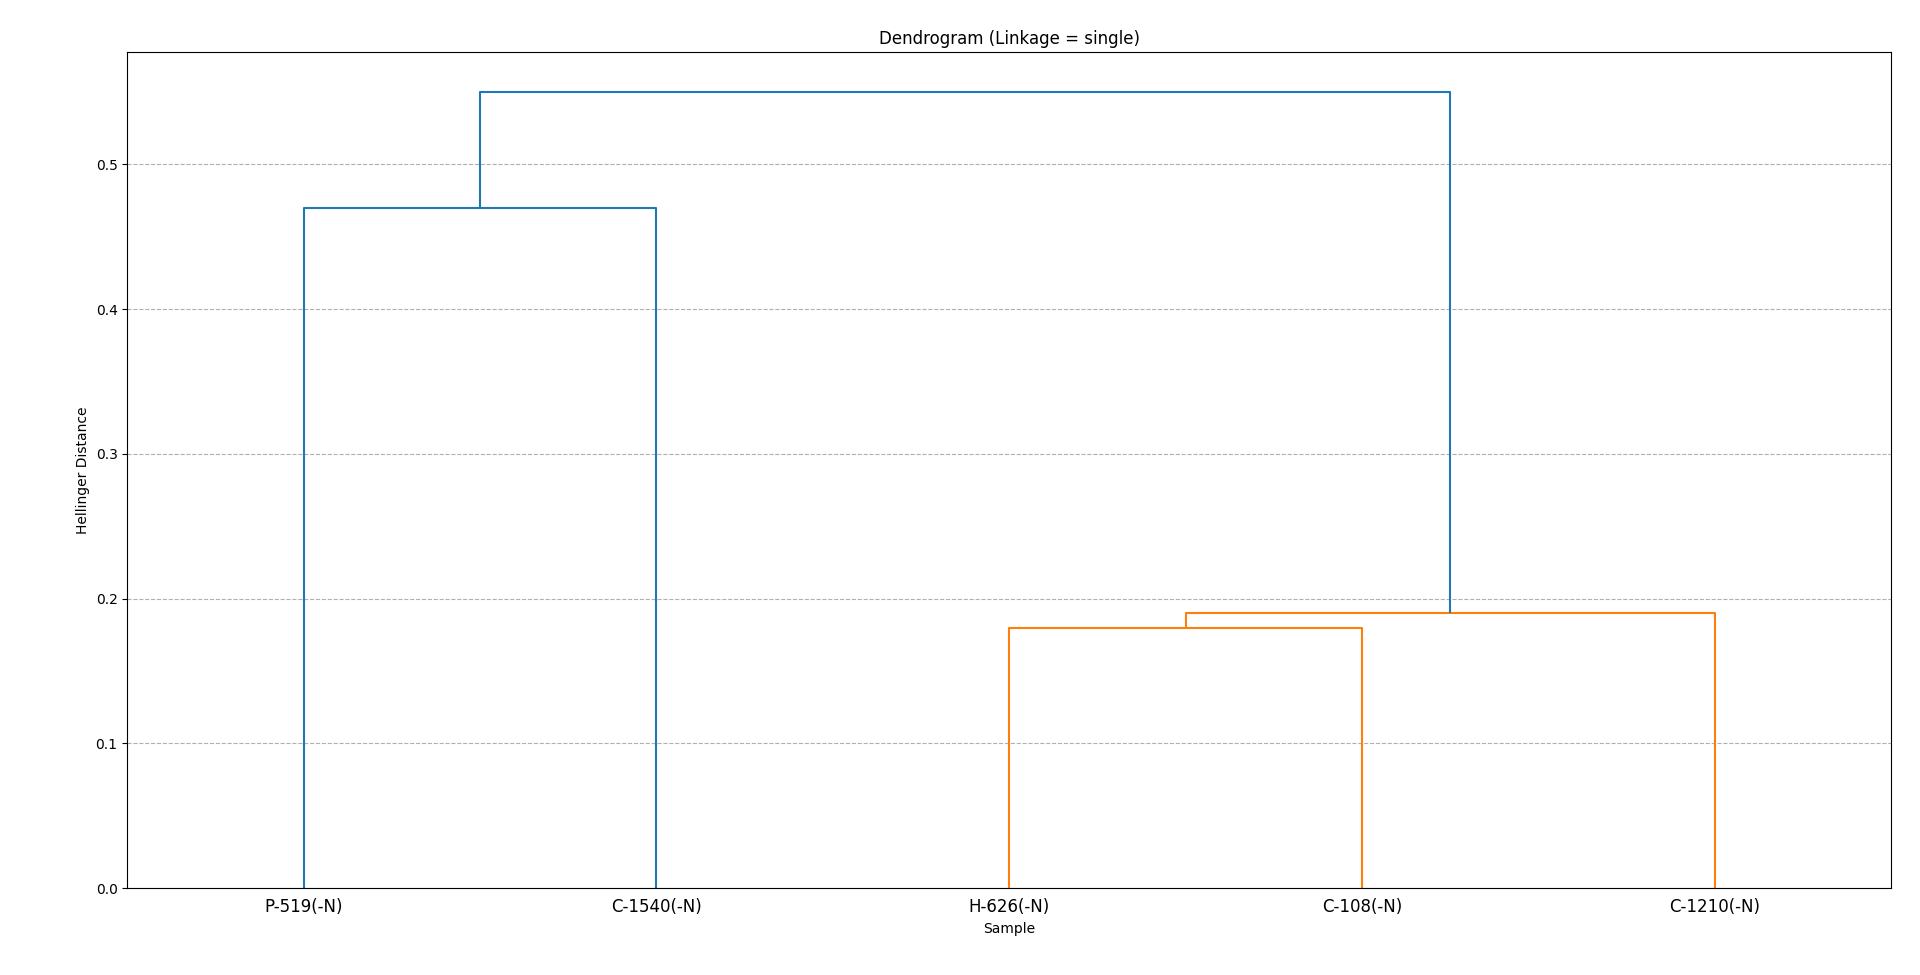 Dendrogram (Linkage = single)
Hellinger Distance
0.5
0.4
0.3
0.2
0.1
0.0
P-519(-N) C-1540(-N) H-626(-N) C-108(-N) C-1210(-N)
Sample